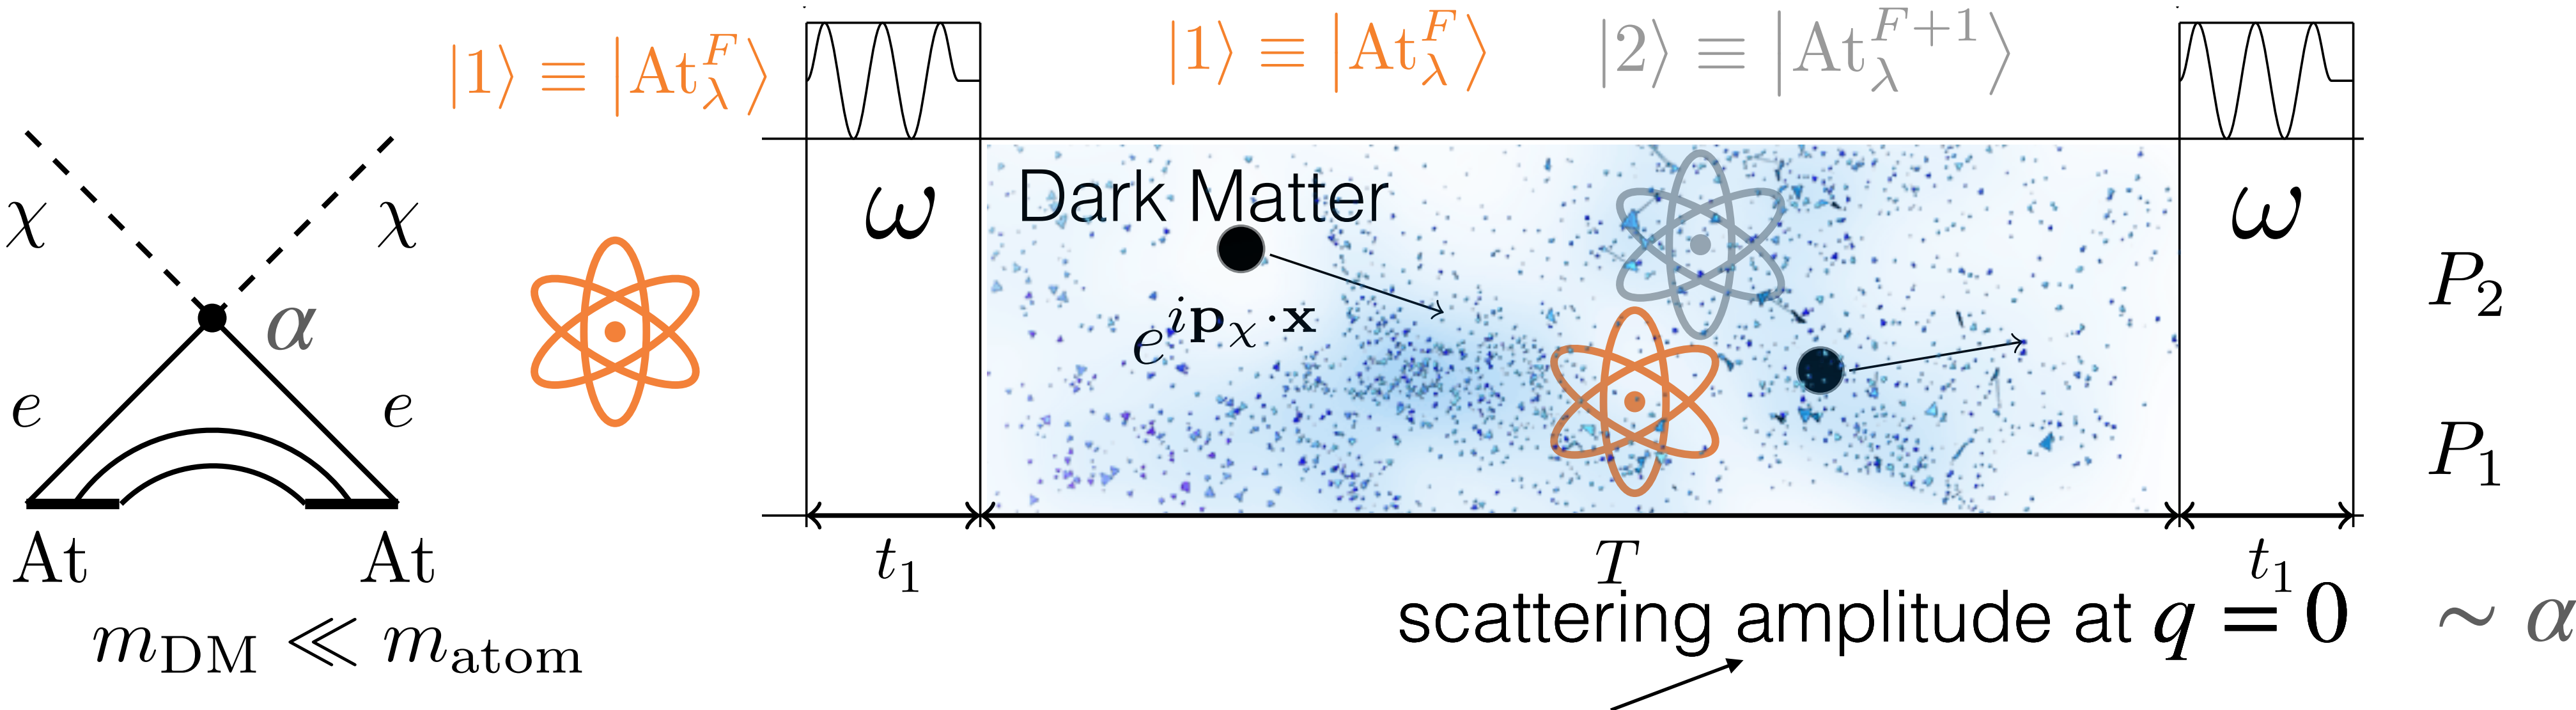 |1⟩ ≡ |At_λ^F⟩
|1⟩ ≡ |At_λ^F⟩
|2⟩ ≡ |At_λ^{F+1}⟩
χ
χ
α
e
e
At
At
m_DM ≪ m_atom
ω
Dark Matter
e^{i𝐩_χ·𝐱}
ω
P_2
P_1
t_1
T
t_1
scattering amplitude at q = 0 ∼ α